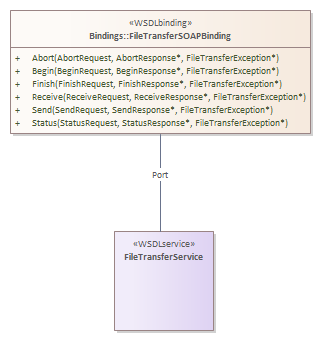 «WSDLbinding»
Bindings::FileTransferSOAPBinding
+ Abort(AbortRequest, AbortResponse*, FileTransferException*)
+ Begin(BeginRequest, BeginResponse*, FileTransferException*)
+ Finish(FinishRequest, FinishResponse*, FileTransferException*)
+ Receive(ReceiveRequest, ReceiveResponse*, FileTransferException*)
+ Send(SendRequest, SendResponse*, FileTransferException*)
+ Status(StatusRequest, StatusResponse*, FileTransferException*)
Port
«WSDLservice»
FileTransferService